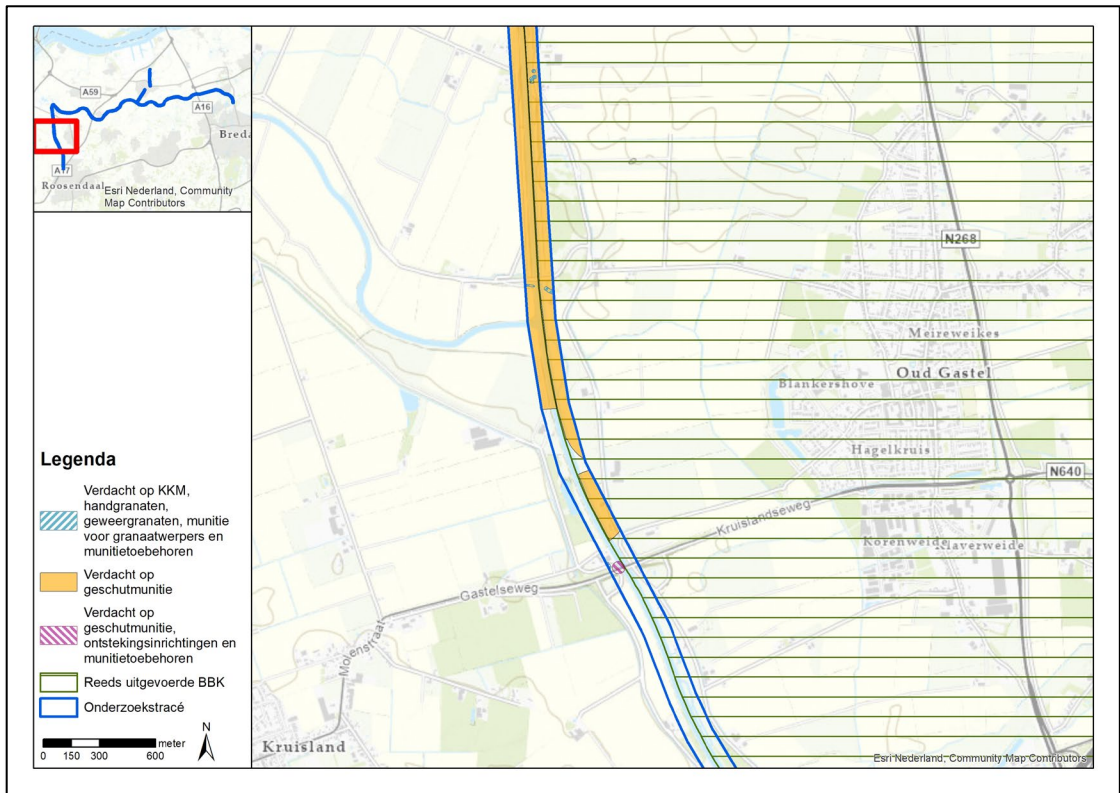 A59
A16
Breda
A17
Roosendaal
Esri Nederland, Community
Map Contributors
Legenda
Verdacht op KKM,
handgranaten,
geweergranaten, munitie
voor granaatwerpers en
munitietoebehoren
Verdacht op
geschutmunitie
Verdacht op
geschutmunitie,
ontstekingsinrichtingen en
munitietoebehoren
Reeds uitgevoerde BBK
Onderzoekstracé
N
meter
0 150 300 600
N268
Meireweikes
Oud Gastel
Blankershove
Hagelkruis
N640
Kruislandseweg
Korenweide
Klaverweide
Gastelseweg
Molenstraat
Kruisland
Esri Nederland, Community Map Contributors